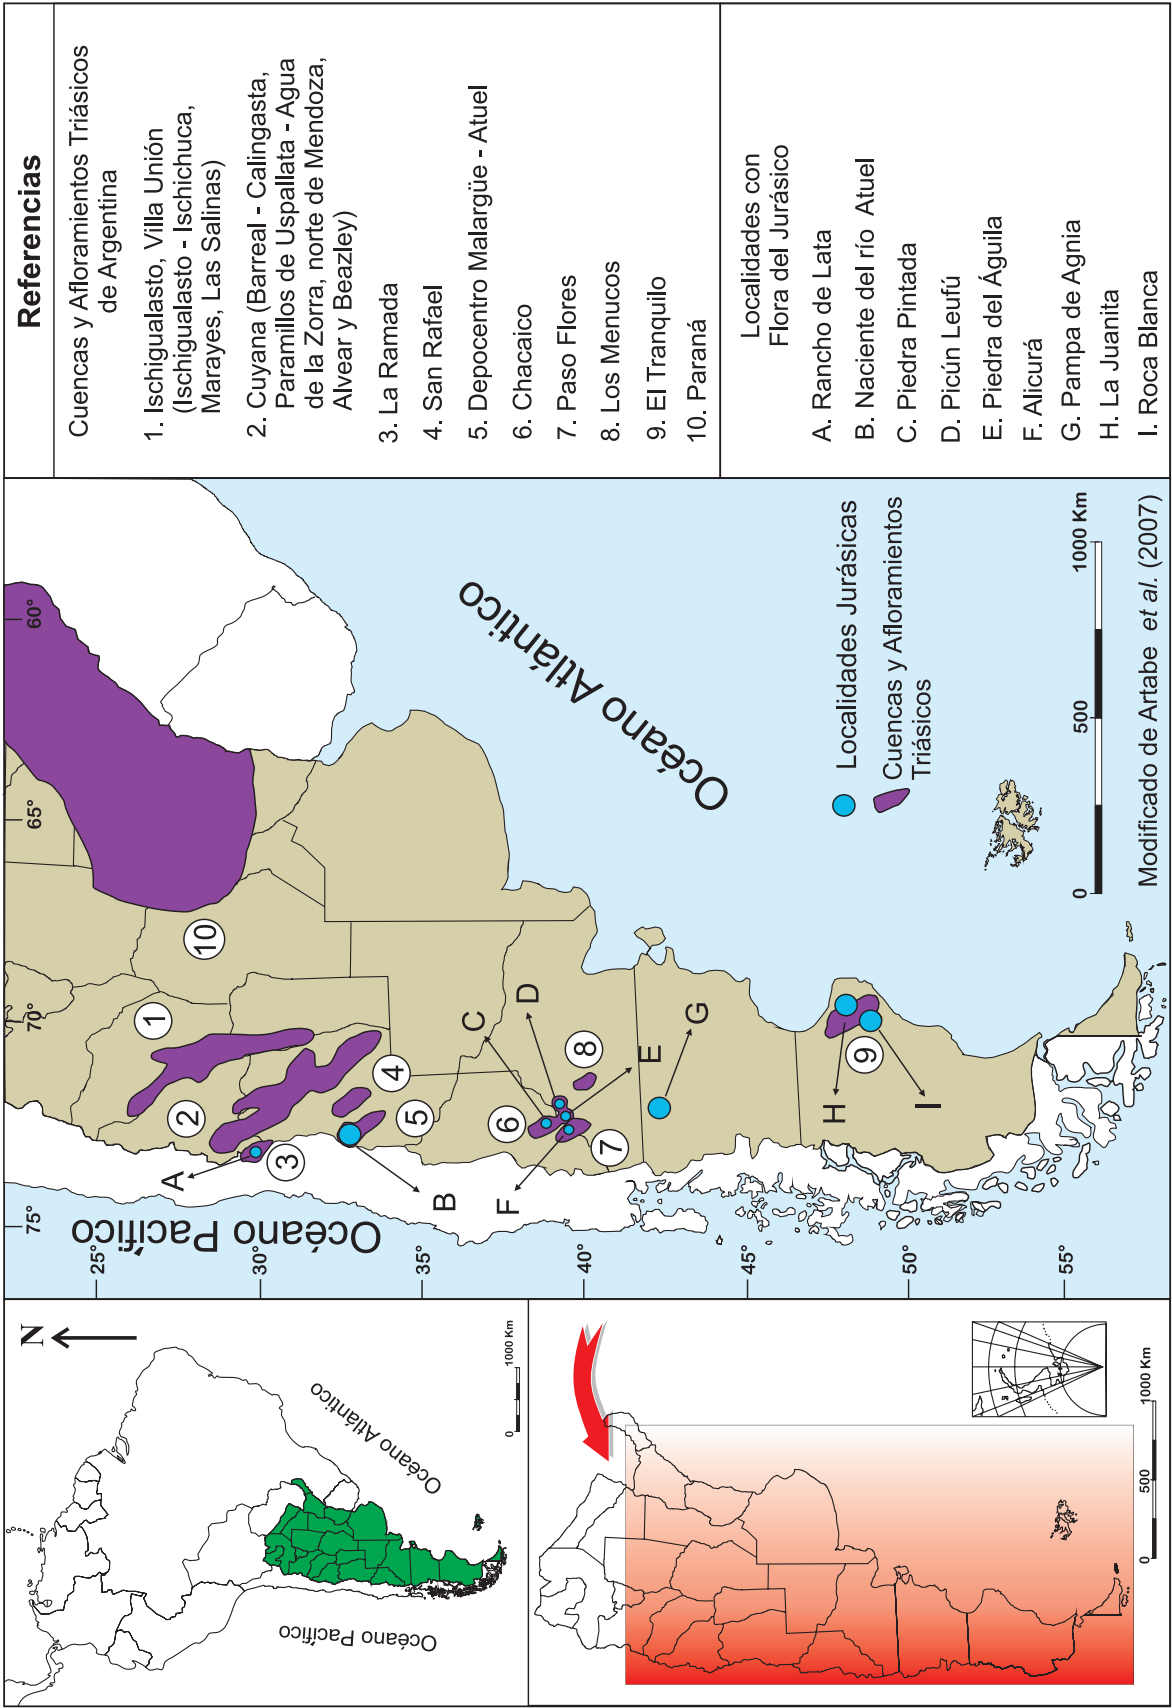 Referencias
Cuencas y Afloramientos Triásicos
de Argentina
1. Ischigualasto, Villa Unión
(Ischigualasto - Ischichuca,
Marayes, Las Salinas)
2. Cuyana (Barreal - Calingasta,
Paramillos de Uspallata - Agua
de la Zorra, norte de Mendoza,
Alvear y Beazley)
3. La Ramada
4. San Rafael
5. Depocentro Malargüe - Atuel
6. Chacaico
7. Paso Flores
8. Los Menucos
9. El Tranquilo
10. Paraná
Localidades con
Flora del Jurásico
A. Rancho de Lata
B. Naciente del río Atuel
C. Piedra Pintada
D. Picún Leufú
E. Piedra del Águila
F. Alicurá
G. Pampa de Agnia
H. La Juanita
I. Roca Blanca
75°
70°
65°
60°
25°
30°
35°
40°
45°
50°
55°
Océano Pacífico
Océano Atlántico
1
2
3
4
5
6
7
8
9
10
A
B
C
D
E
F
G
H
I
Localidades Jurásicas
Cuencas y Afloramientos
Triásicos
0
500
1000 Km
Modificado de Artabe et al. (2007)
N
Océano Pacífico
Océano Atlántico
0
1000 Km
0
500
1000 Km